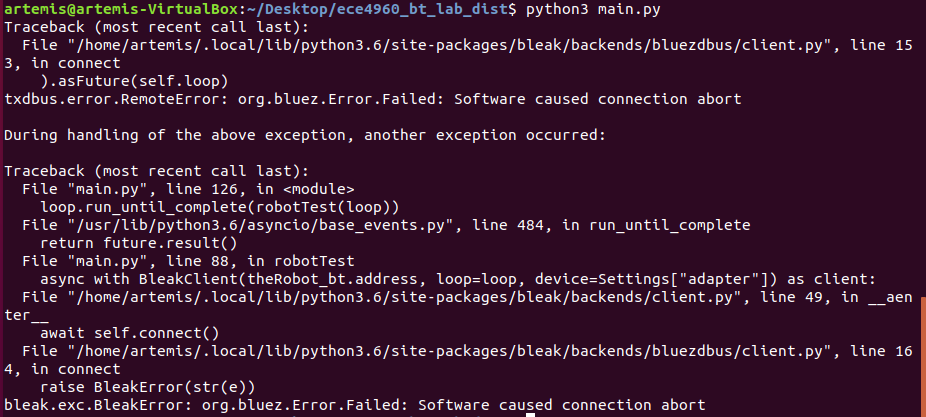 artemis@artemis-VirtualBox:~/Desktop/ece4960_bt_lab_dist$ python3 main.py
Traceback (most recent call last):
  File "/home/artemis/.local/lib/python3.6/site-packages/bleak/backends/bluezdbus/client.py", line 15
3, in connect
    ).asFuture(self.loop)
txdbus.error.RemoteError: org.bluez.Error.Failed: Software caused connection abort

During handling of the above exception, another exception occurred:

Traceback (most recent call last):
  File "main.py", line 126, in <module>
    loop.run_until_complete(robotTest(loop))
  File "/usr/lib/python3.6/asyncio/base_events.py", line 484, in run_until_complete
    return future.result()
  File "main.py", line 88, in robotTest
    async with BleakClient(theRobot_bt.address, loop=loop, device=Settings["adapter"]) as client:
  File "/home/artemis/.local/lib/python3.6/site-packages/bleak/backends/client.py", line 49, in __aen
ter__
    await self.connect()
  File "/home/artemis/.local/lib/python3.6/site-packages/bleak/backends/bluezdbus/client.py", line 16
4, in connect
    raise BleakError(str(e))
bleak.exc.BleakError: org.bluez.Error.Failed: Software caused connection abort